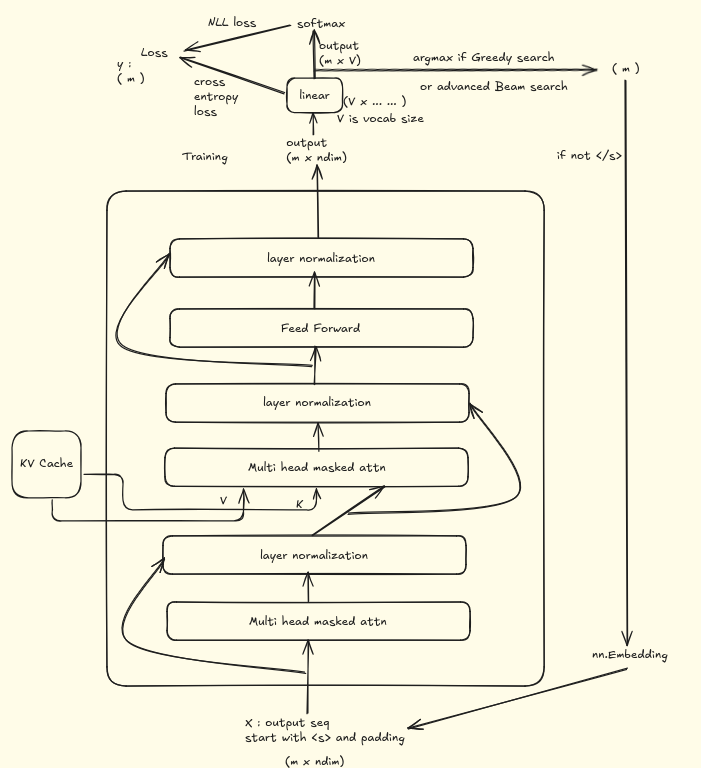 NLL loss
softmax
Loss
output
(m x V)
argmax if Greedy search
( m )
y :
( m )
cross
entropy
loss
linear
(V x ... ... )
or advanced Beam search
V is vocab size
output
(m x ndim)
Training
if not </s>
layer normalization
Feed Forward
layer normalization
KV Cache
Multi head masked attn
V
K
layer normalization
Multi head masked attn
nn.Embedding
X : output seq
start with <s> and padding
(m x ndim)